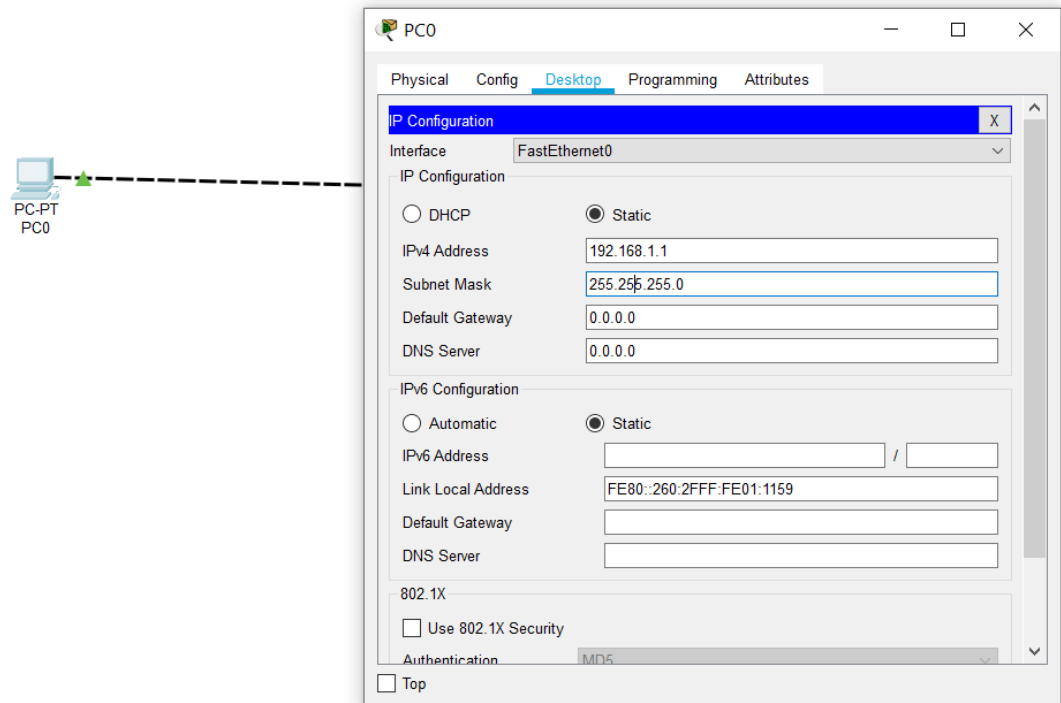 PC0
Physical Config Desktop Programming Attributes
IP Configuration X
Interface FastEthernet0
IP Configuration
DHCP Static
IPv4 Address 192.168.1.1
Subnet Mask 255.255.255.0
Default Gateway 0.0.0.0
DNS Server 0.0.0.0
IPv6 Configuration
Automatic Static
IPv6 Address /
Link Local Address FE80::260:2FFF:FE01:1159
Default Gateway
DNS Server
802.1X
Use 802.1X Security
Authentication MD5
Top
PC-PT
PC0